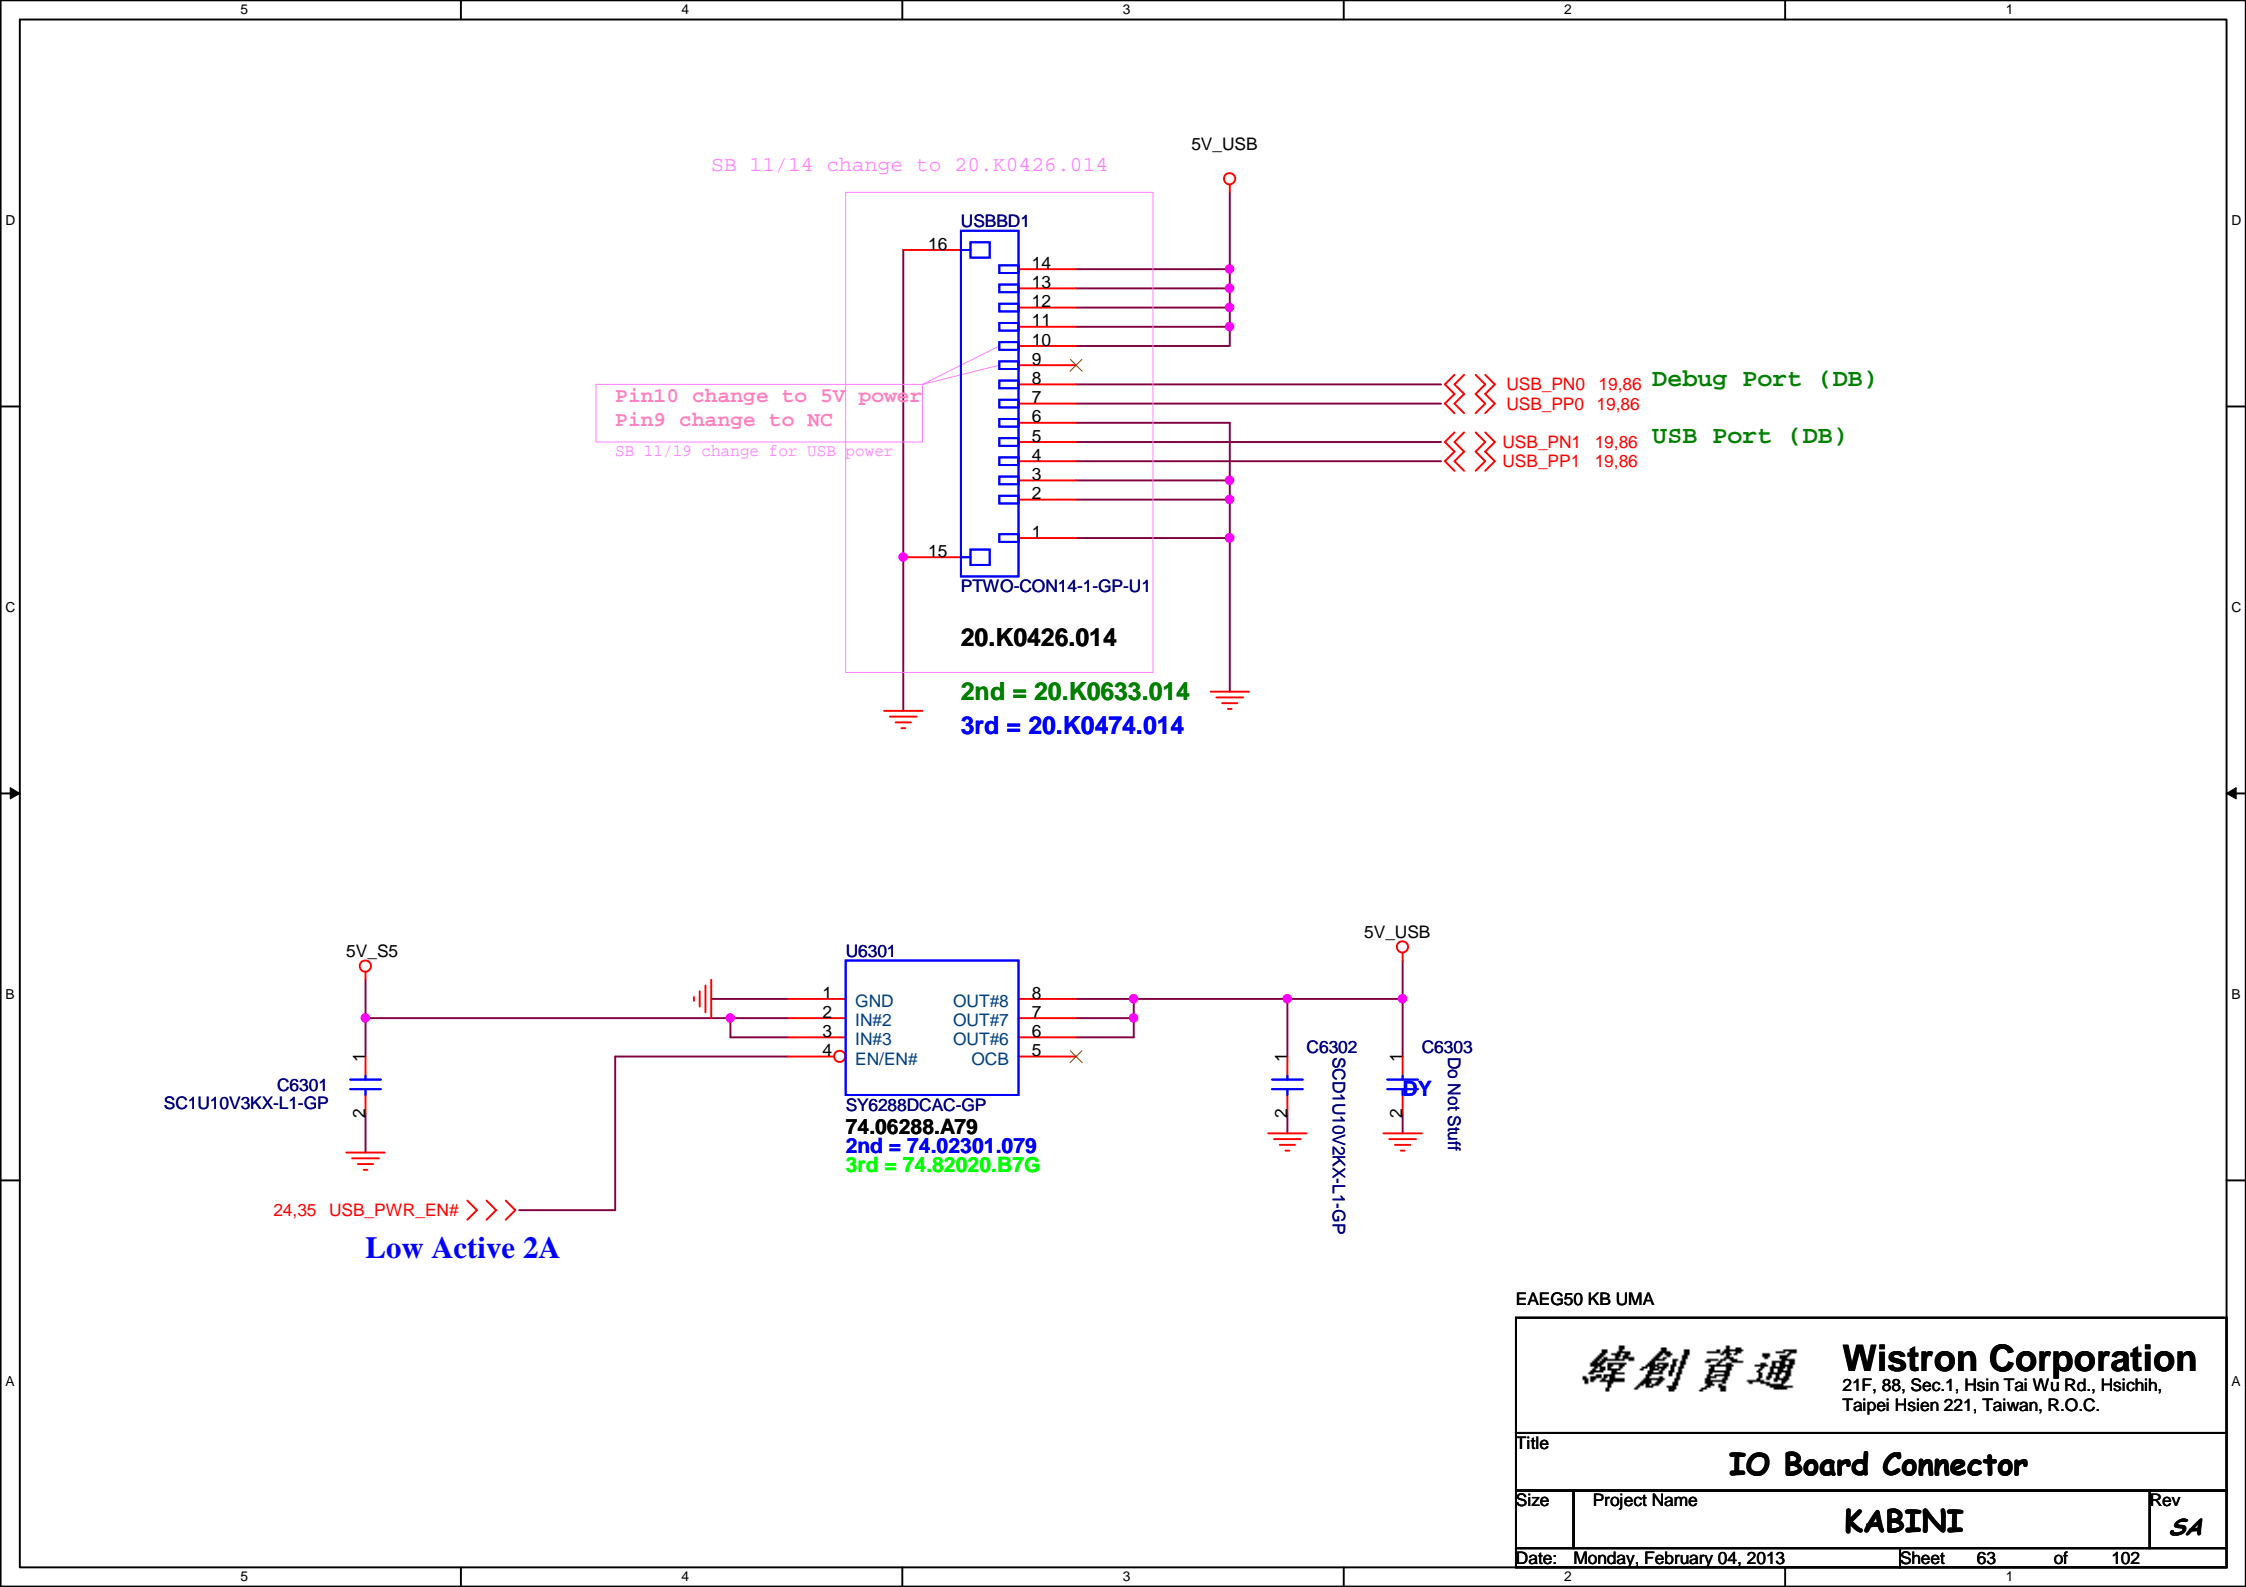 5 4 3 2 1
D D
C C
B B
A A
5V_USB
SB 11/14 change to 20.K0426.014
USBBD1
16
14
13
12
11
10
9
8
7
6
5
4
3
2
1
15
Pin10 change to 5V power
Pin9 change to NC
SB 11/19 change for USB power
USB_PN0 19,86 Debug Port (DB)
USB_PP0 19,86
USB_PN1 19,86 USB Port (DB)
USB_PP1 19,86
PTWO-CON14-1-GP-U1
20.K0426.014
2nd = 20.K0633.014
3rd = 20.K0474.014
5V_S5
1
C6301
SC1U10V3KX-L1-GP
2
24,35 USB_PWR_EN#
Low Active 2A
U6301
1 GND OUT#8 8
2 IN#2 OUT#7 7
3 IN#3 OUT#6 6
4 EN/EN# OCB 5
SY6288DCAC-GP
74.06288.A79
2nd = 74.02301.079
3rd = 74.82020.B7G
5V_USB
1
C6302
SCD1U10V2KX-L1-GP
2
1
C6303
DY
Do Not Stuff
2
EAEG50 KB UMA
緯創資通
Wistron Corporation
21F, 88, Sec.1, Hsin Tai Wu Rd., Hsichih,
Taipei Hsien 221, Taiwan, R.O.C.
Title
IO Board Connector
Size Project Name Rev
KABINI SA
Date: Monday, February 04, 2013 Sheet 63 of 102
5 4 3 2 1